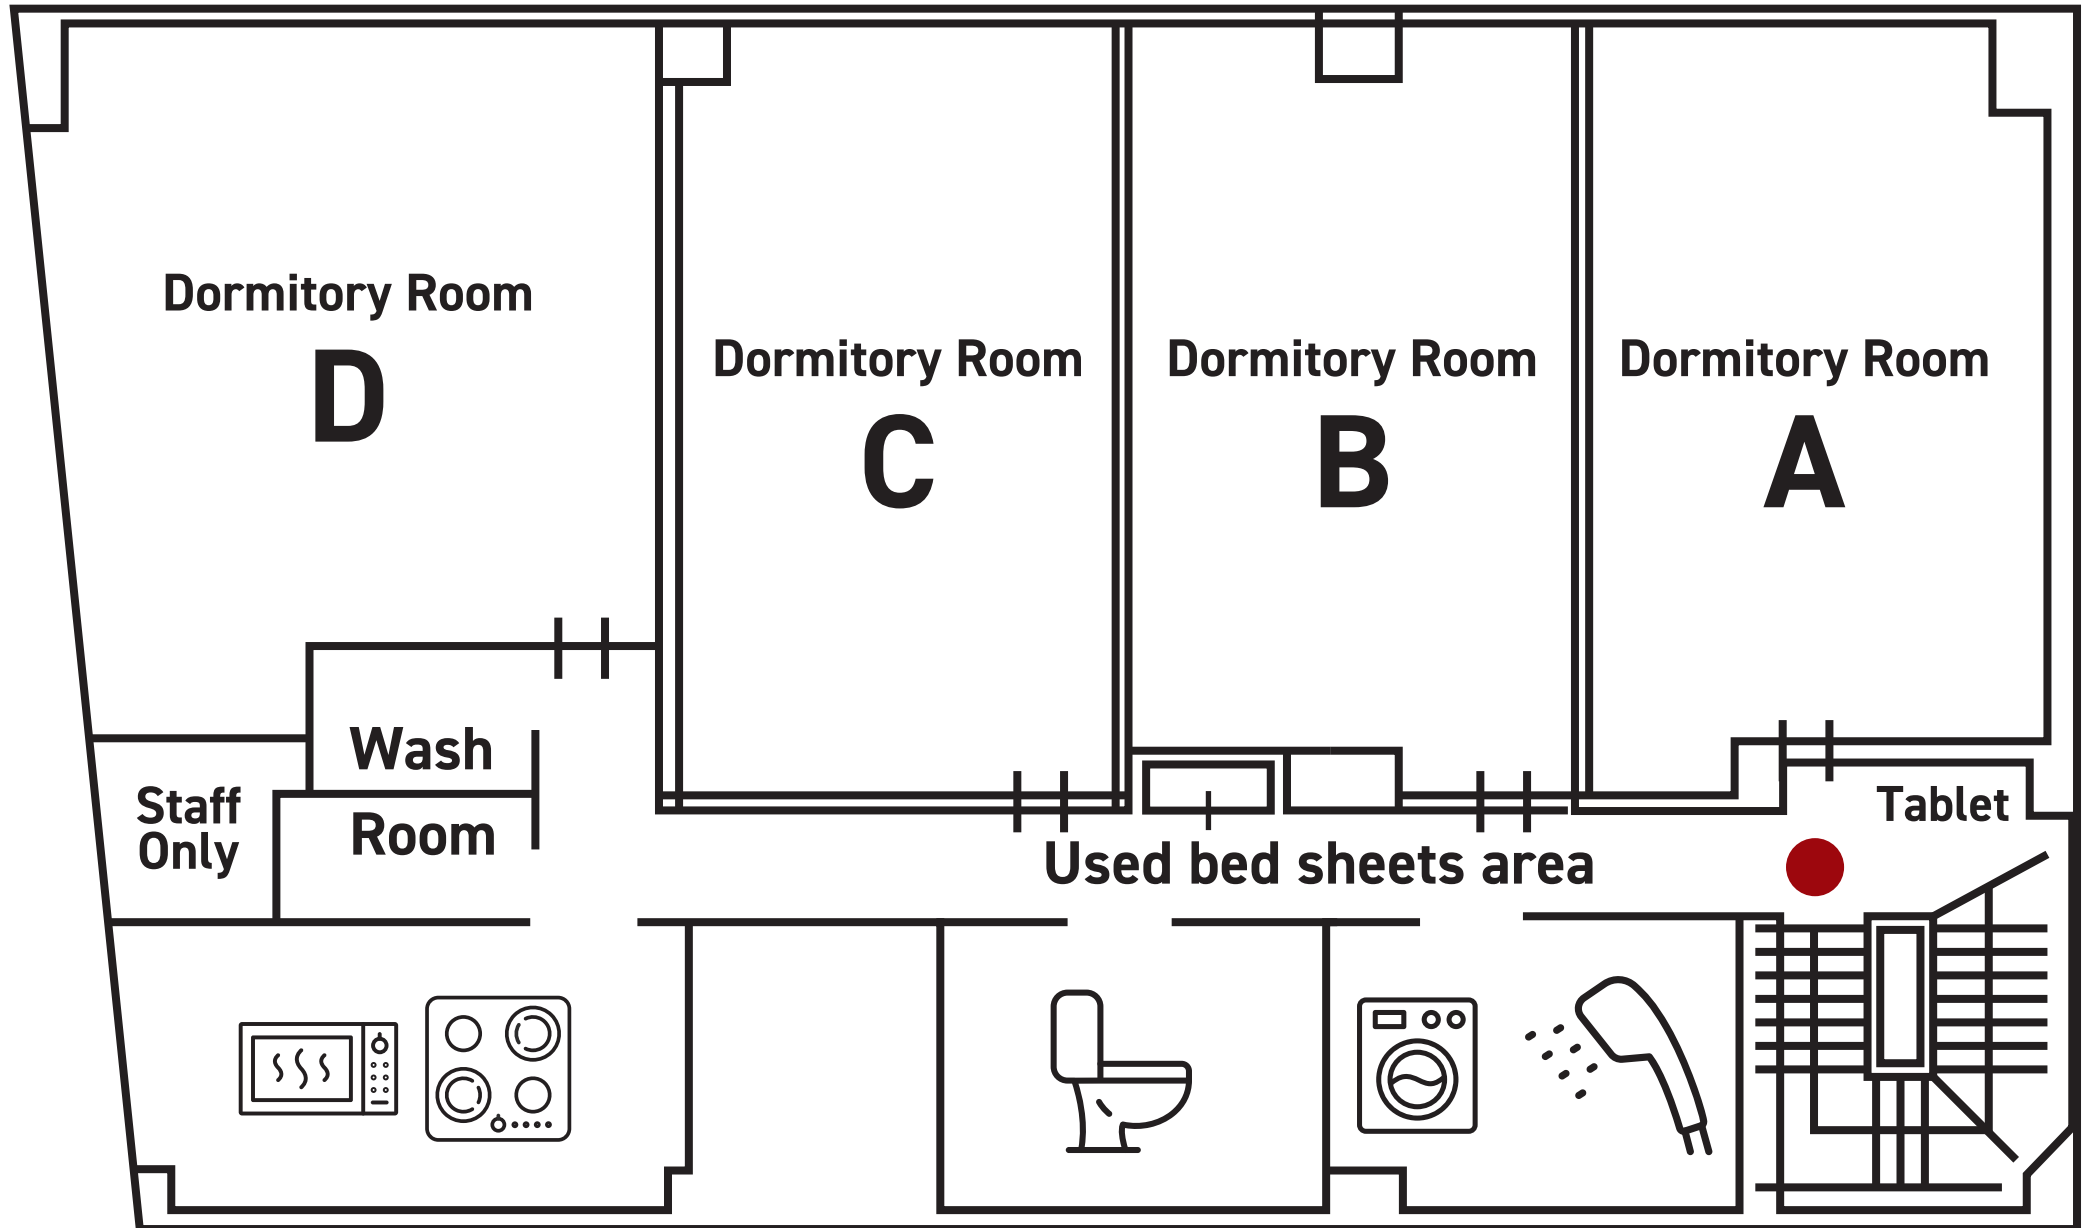 Dormitory Room
D
Dormitory Room
C
Dormitory Room
B
Dormitory Room
A
Wash
Room
Staff
Only
Used bed sheets area
Tablet